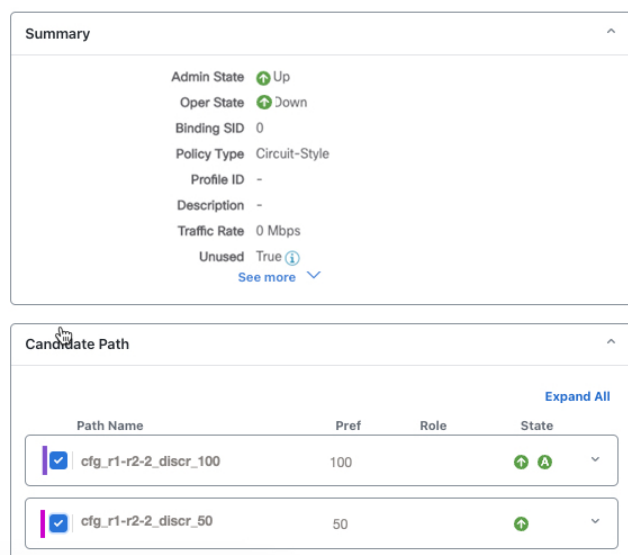 Summary
Admin State Up
Oper State Down
Binding SID 0
Policy Type Circuit-Style
Profile ID -
Description -
Traffic Rate 0 Mbps
Unused True i
See more
Candidate Path
Expand All
Path Name Pref Role State
cfg_r1-r2-2_discr_100 100 A
cfg_r1-r2-2_discr_50 50